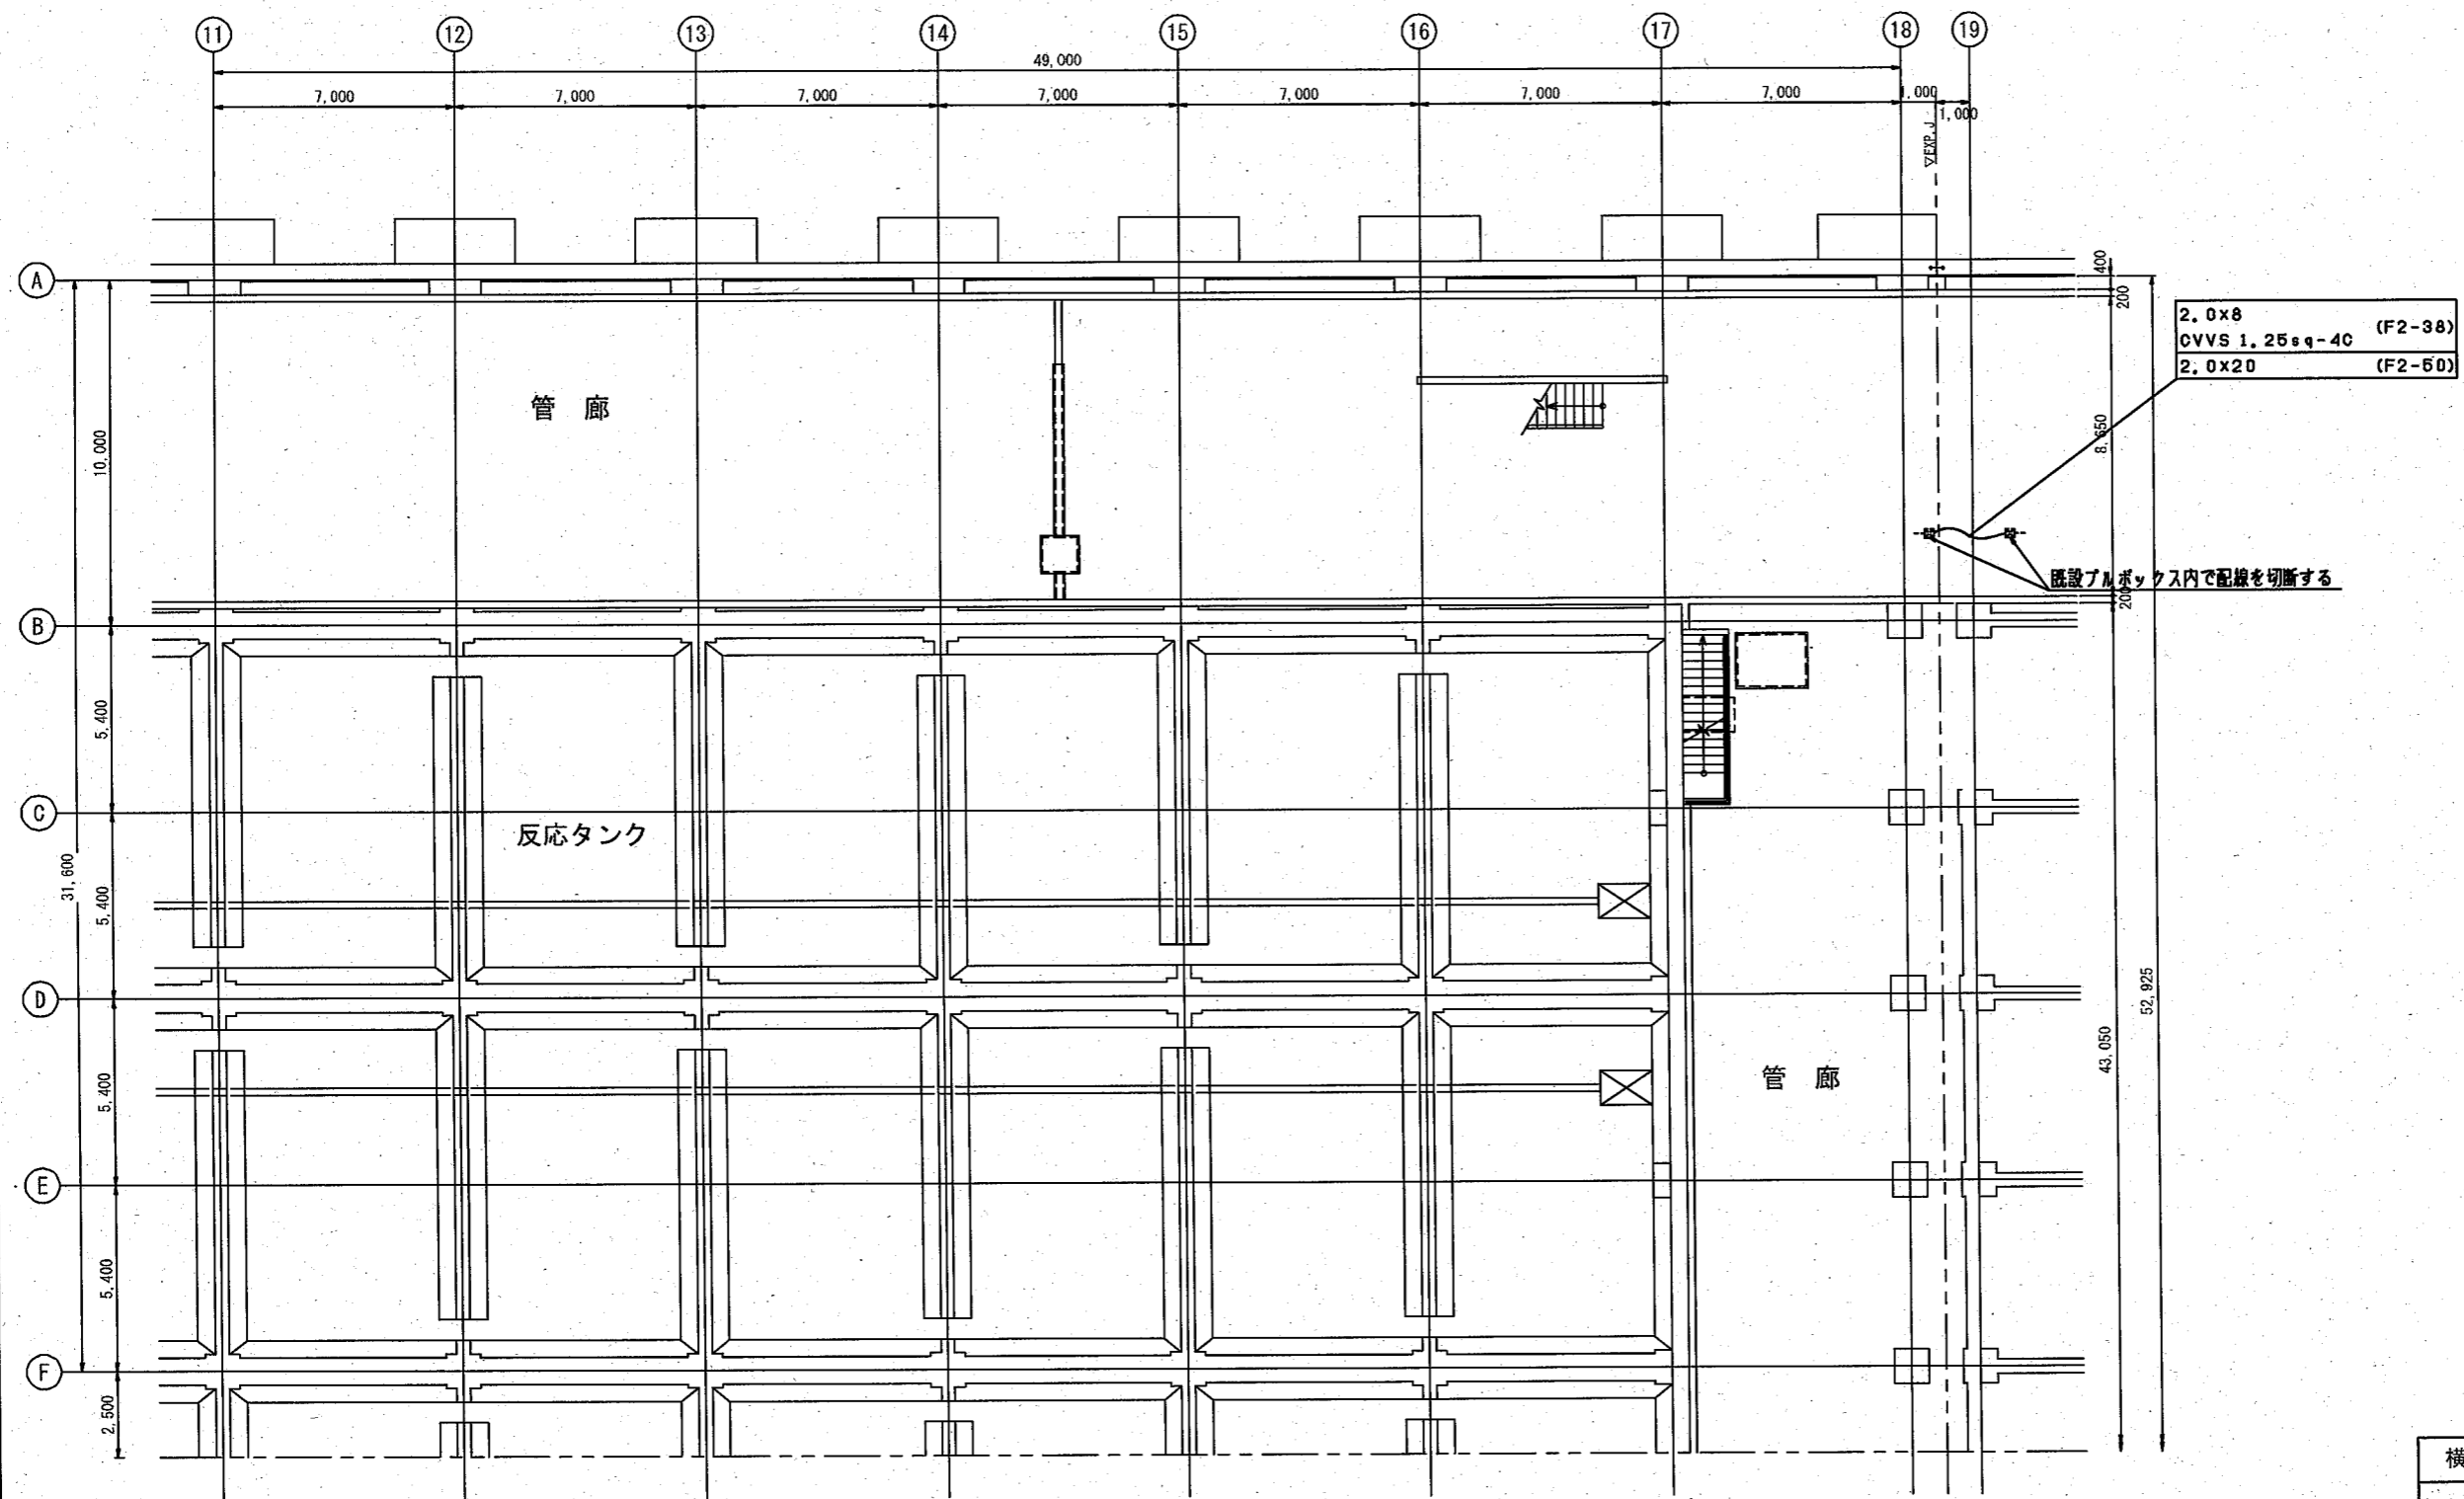 11 12 13 14 15 16 17 18 19
49,000
7,000 7,000 7,000 7,000 7,000 7,000 7,000 1,000
1,000
▽EXP.J
A
400
200
2.0×8 (F2-38)
CVVS 1.25sq-4C
2.0×20 (F2-50)
管 廊
10,000
8,650
既設プルボックス内で配線を切断する
200
B
5,400
C
反応タンク
31,600
5,400
D
52,925
43,050
5,400
管 廊
E
5,400
F
2,500
横